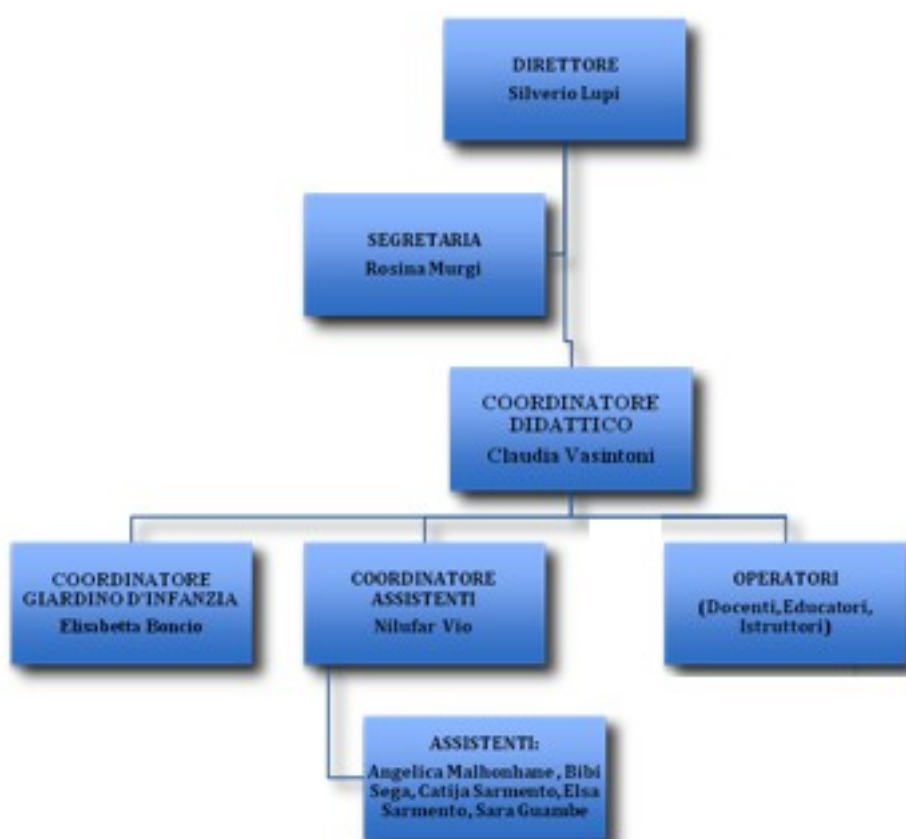 DIRETTORE
Silverio Lupi
SEGRETARIA
Rosina Murgi
COORDINATORE
DIDATTICO
Claudia Vasintoni
COORDINATORE
GIARDINO D'INFANZIA
Elisabetta Boncio
COORDINATORE
ASSISTENTI
Nilufar Vio
OPERATORI
(Docenti, Educatori,
Istruttori)
ASSISTENTI:
Angelica Malhonhane , Bibi
Sega, Catija Sarmento, Elsa
Sarmento, Sara Guambe